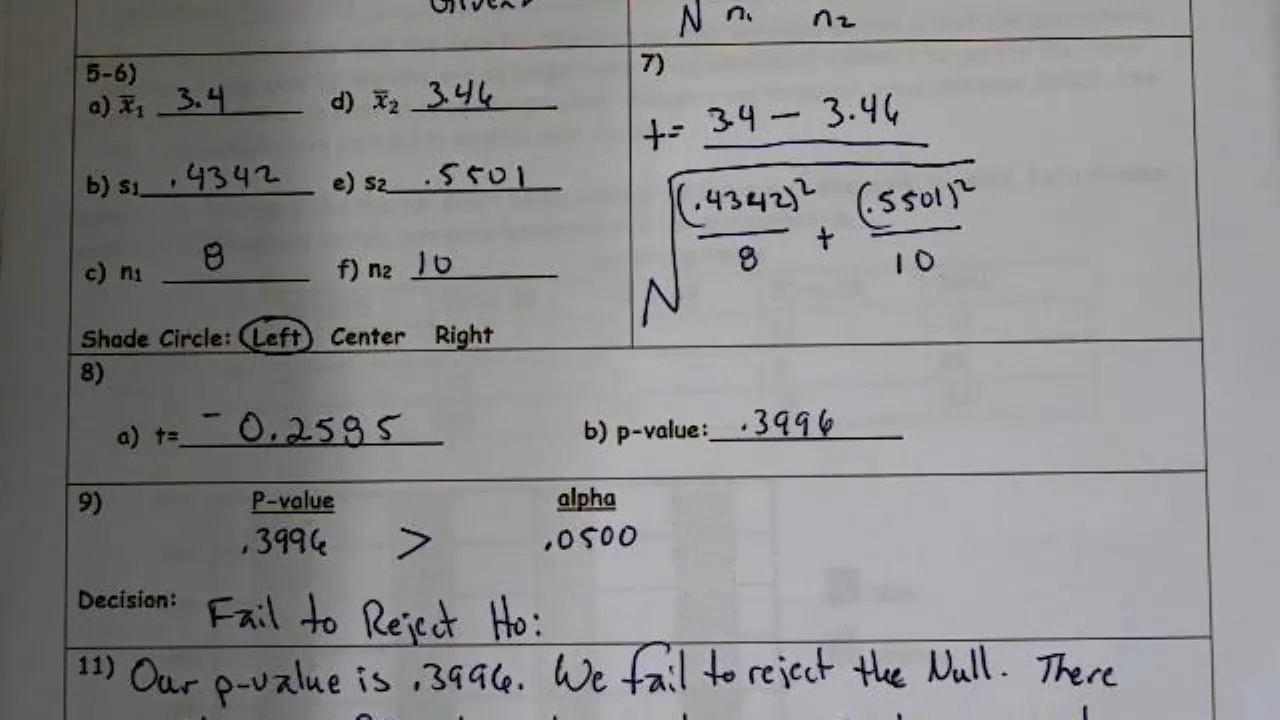 Given:
√ n₁ n₂
5-6)
a) x̄₁ 3.4 d) x̄₂ 3.46
b) s₁ .4342 e) s₂ .5501
c) n₁ 8 f) n₂ 10
Shade Circle: Left Center Right
7)
t= 3.4 — 3.46
√ (.4342)² + (.5501)²
8 10
8)
a) t= -0.2595 b) p-value: .3996
9)
P-value alpha
.3996 > .0500
Decision: Fail to Reject Ho:
11) Our p-value is .3996. We fail to reject the Null. There